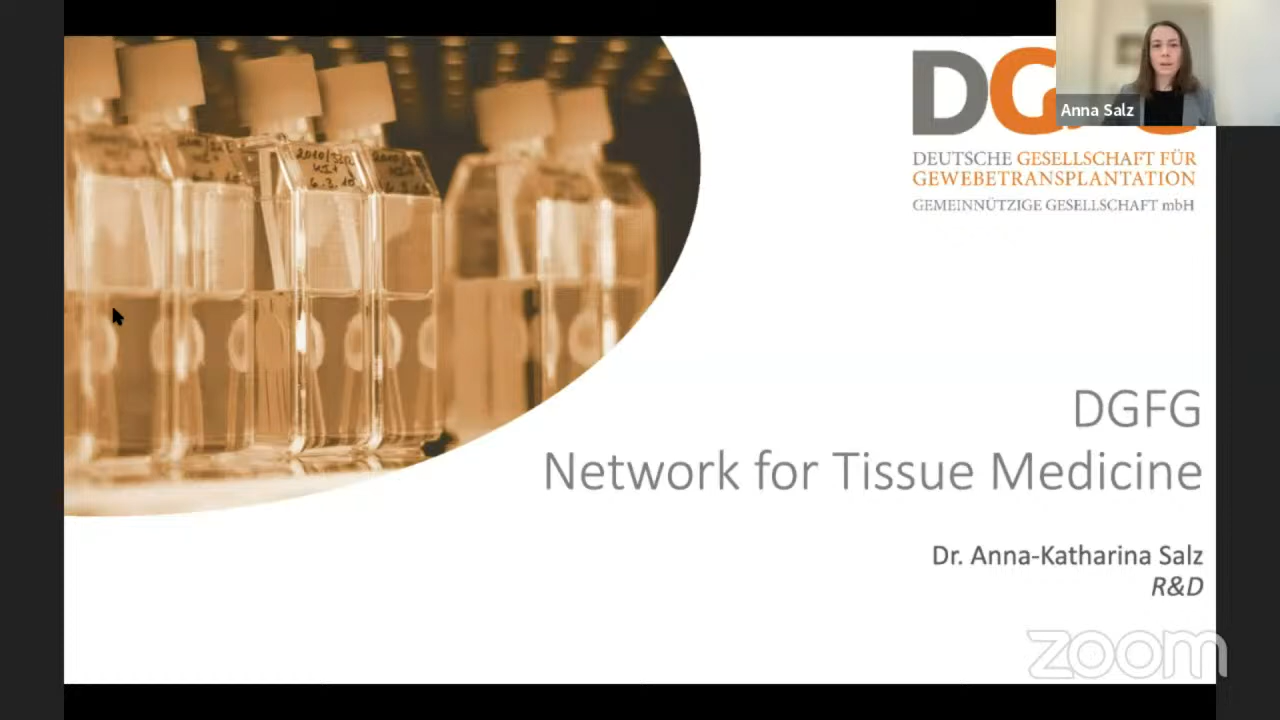 DGFG
Anna Salz
DEUTSCHE GESELLSCHAFT FÜR
GEWEBETRANSPLANTATION
GEMEINNÜTZIGE GESELLSCHAFT mbH
DGFG
Network for Tissue Medicine
Dr. Anna-Katharina Salz
R&D
zoom